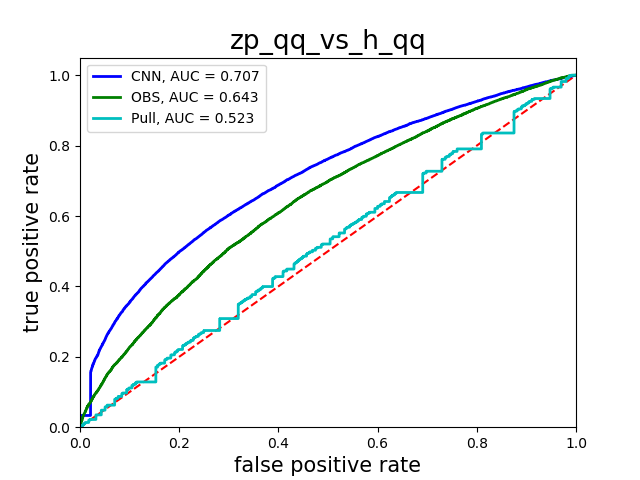 zp_qq_vs_h_qq
CNN, AUC = 0.707
OBS, AUC = 0.643
Pull, AUC = 0.523
true positive rate
1.0
0.8
0.6
0.4
0.2
0.0
0.0 0.2 0.4 0.6 0.8 1.0
false positive rate